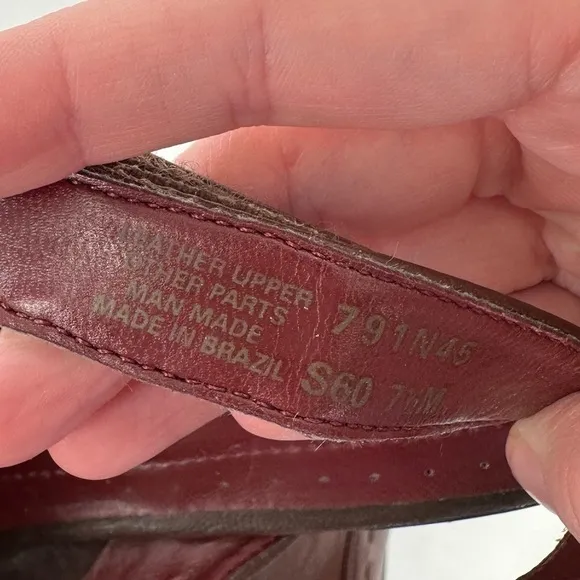 LEATHER UPPER
OTHER PARTS
MAN MADE
MADE IN BRAZIL
791N45
S60